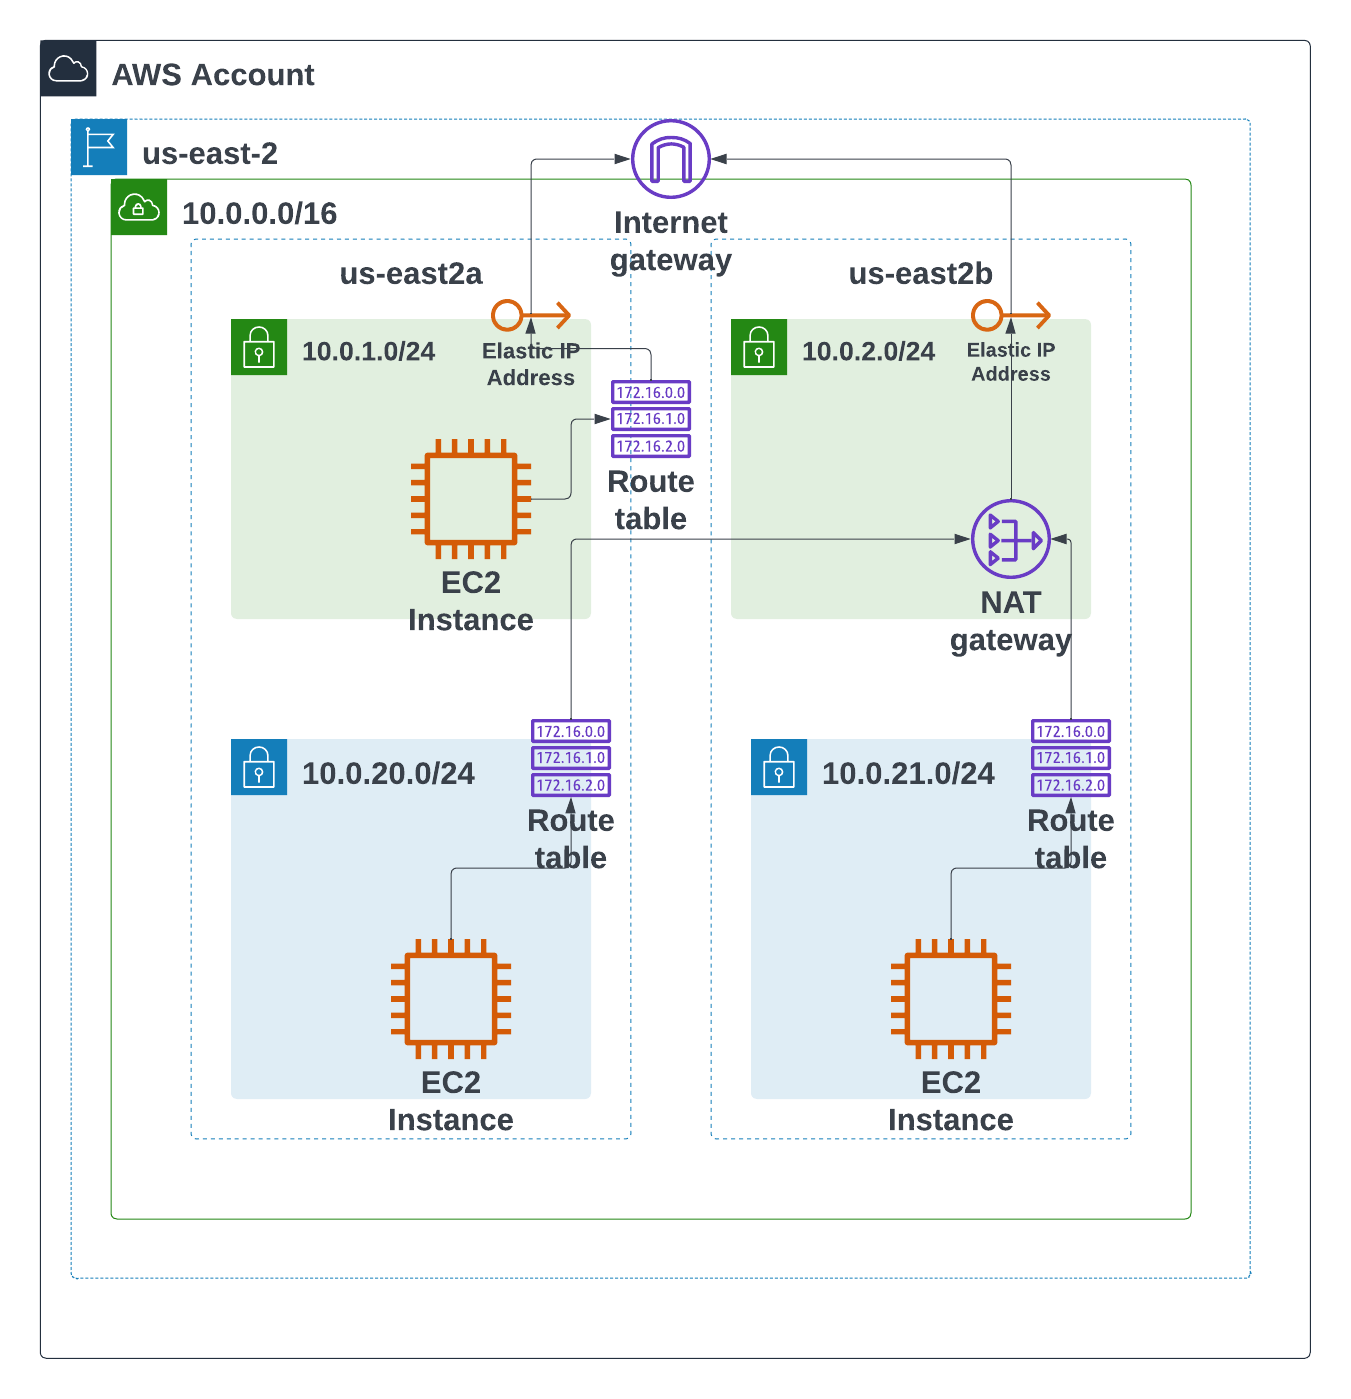 AWS Account
us-east-2
10.0.0.0/16
Internet
gateway
us-east2a
us-east2b
10.0.1.0/24
Elastic IP
Address
10.0.2.0/24
Elastic IP
Address
172.16.0.0
172.16.1.0
172.16.2.0
Route
table
EC2
Instance
NAT
gateway
10.0.20.0/24
172.16.0.0
172.16.1.0
172.16.2.0
Route
table
10.0.21.0/24
172.16.0.0
172.16.1.0
172.16.2.0
Route
table
EC2
Instance
EC2
Instance